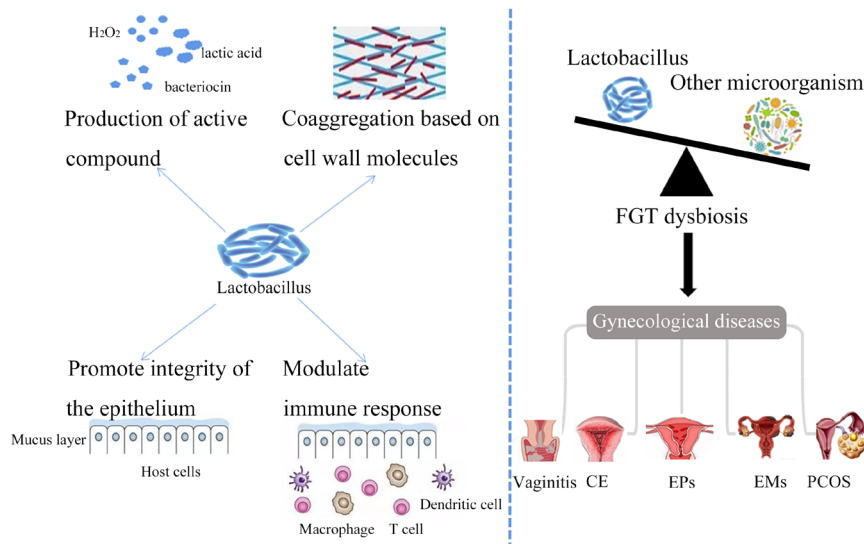 H₂O₂
lactic acid
bacteriocin
Production of active
compound
Coaggregation based on
cell wall molecules
Lactobacillus
Promote integrity of
the epithelium
Mucus layer
Host cells
Modulate
immune response
Dendritic cell
Macrophage
T cell
Lactobacillus
Other microorganism
FGT dysbiosis
Gynecological diseases
Vaginitis
CE
EPs
EMs
PCOS